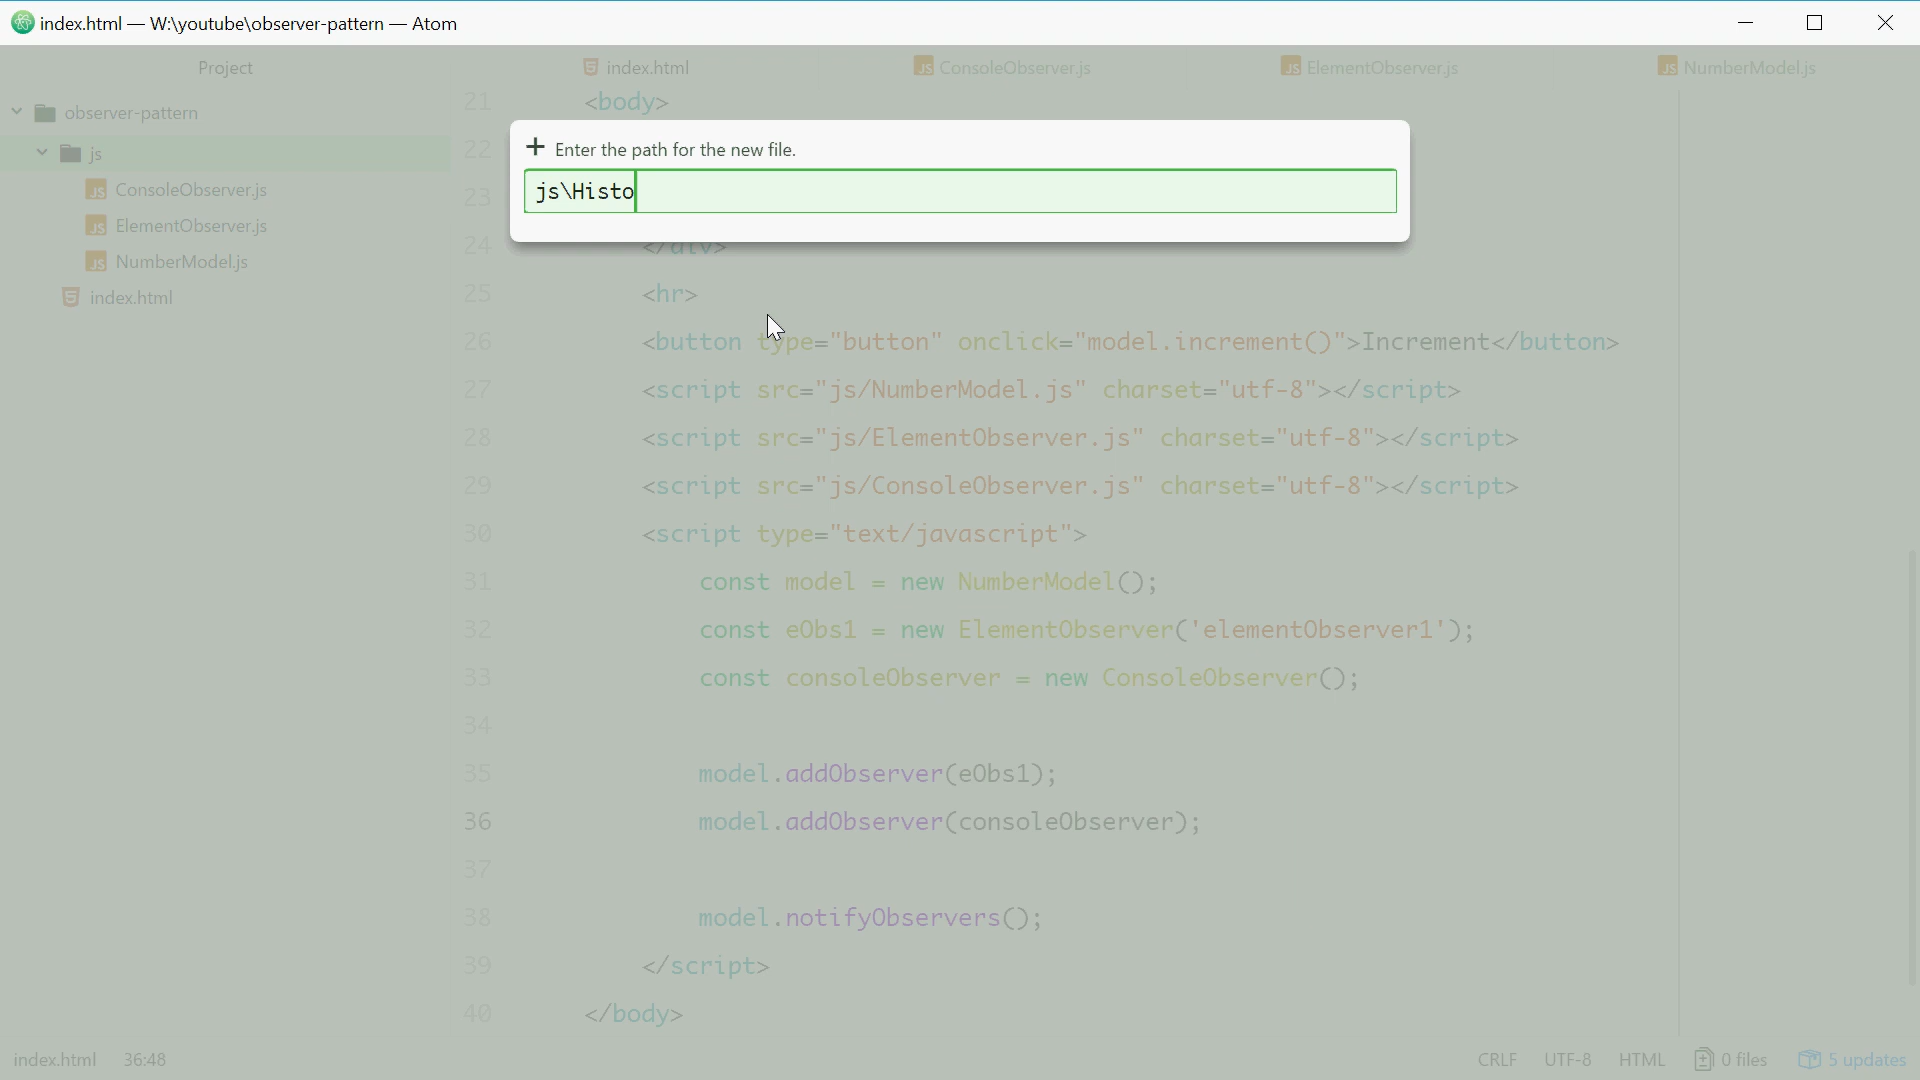 index.html — W:\youtube\observer-pattern — Atom
Project
index.html
ConsoleObserver.js
ElementObserver.js
NumberModel.js
observer-pattern
js
ConsoleObserver.js
ElementObserver.js
NumberModel.js
index.html
Enter the path for the new file.
js\Histo
21 <body>
22
23
24 </div>
25 <hr>
26 <button type="button" onclick="model.increment()">Increment</button>
27 <script src="js/NumberModel.js" charset="utf-8"></script>
28 <script src="js/ElementObserver.js" charset="utf-8"></script>
29 <script src="js/ConsoleObserver.js" charset="utf-8"></script>
30 <script type="text/javascript">
31 const model = new NumberModel();
32 const eObs1 = new ElementObserver('elementObserver1');
33 const consoleObserver = new ConsoleObserver();
34
35 model.addObserver(eObs1);
36 model.addObserver(consoleObserver);
37
38 model.notifyObservers();
39 </script>
40 </body>
index.html 36:48
CRLF UTF-8 HTML 0 files 5 updates